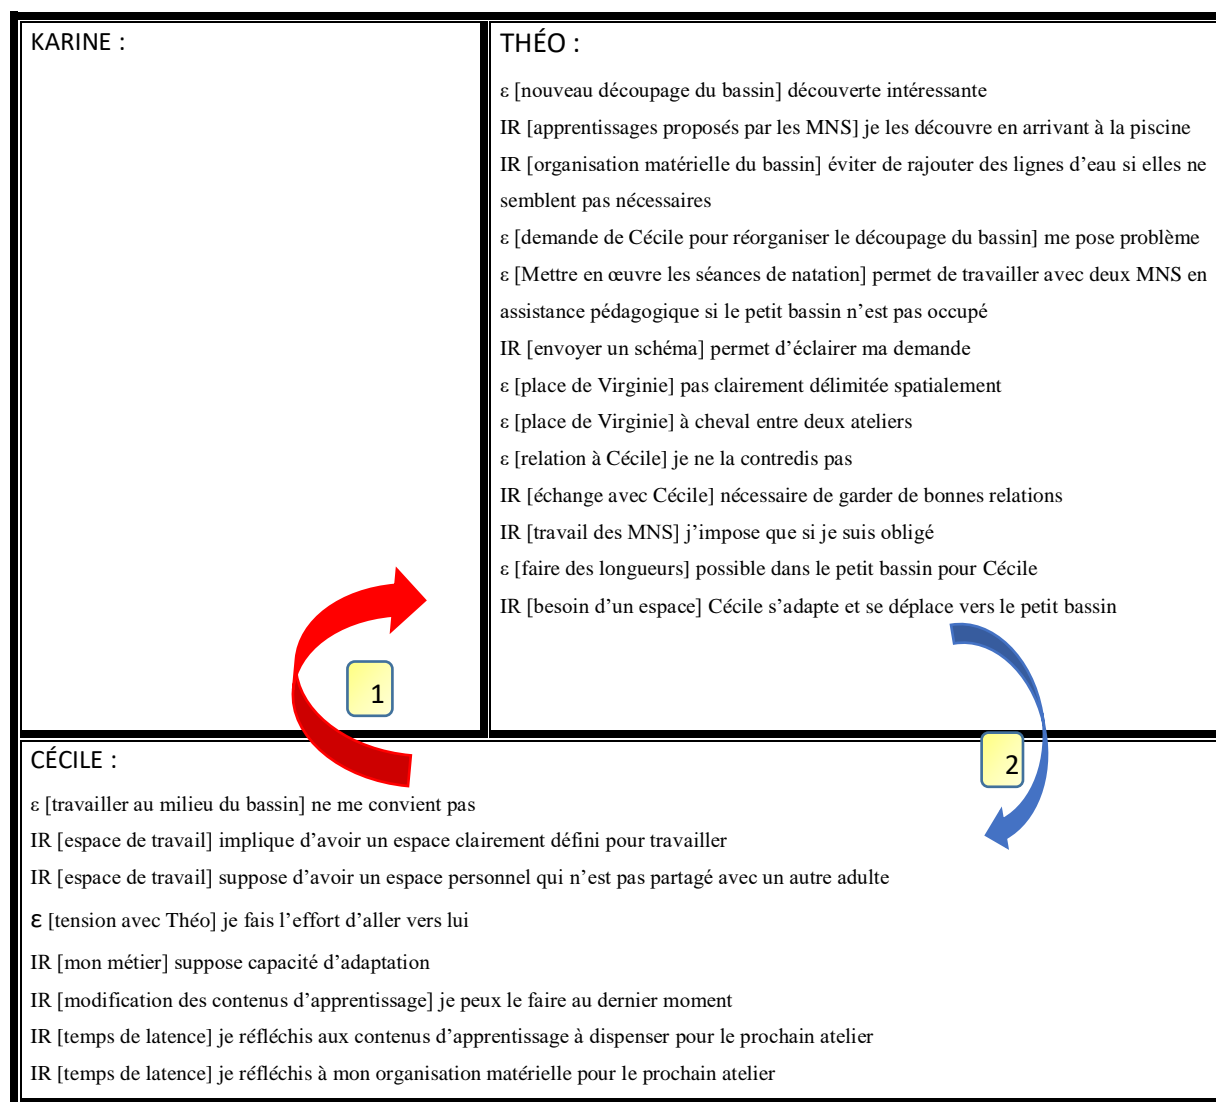 KARINE :
THÉO :
ε [nouveau découpage du bassin] découverte intéressante
IR [apprentissages proposés par les MNS] je les découvre en arrivant à la piscine
IR [organisation matérielle du bassin] éviter de rajouter des lignes d’eau si elles ne
semblent pas nécessaires
ε [demande de Cécile pour réorganiser le découpage du bassin] me pose problème
ε [Mettre en œuvre les séances de natation] permet de travailler avec deux MNS en
assistance pédagogique si le petit bassin n’est pas occupé
IR [envoyer un schéma] permet d’éclairer ma demande
ε [place de Virginie] pas clairement délimitée spatialement
ε [place de Virginie] à cheval entre deux ateliers
ε [relation à Cécile] je ne la contredis pas
IR [échange avec Cécile] nécessaire de garder de bonnes relations
IR [travail des MNS] j’impose que si je suis obligé
ε [faire des longueurs] possible dans le petit bassin pour Cécile
IR [besoin d’un espace] Cécile s’adapte et se déplace vers le petit bassin
1
2
CÉCILE :
ε [travailler au milieu du bassin] ne me convient pas
IR [espace de travail] implique d’avoir un espace clairement défini pour travailler
IR [espace de travail] suppose d’avoir un espace personnel qui n’est pas partagé avec un autre adulte
ε [tension avec Théo] je fais l’effort d’aller vers lui
IR [mon métier] suppose capacité d’adaptation
IR [modification des contenus d’apprentissage] je peux le faire au dernier moment
IR [temps de latence] je réfléchis aux contenus d’apprentissage à dispenser pour le prochain atelier
IR [temps de latence] je réfléchis à mon organisation matérielle pour le prochain atelier